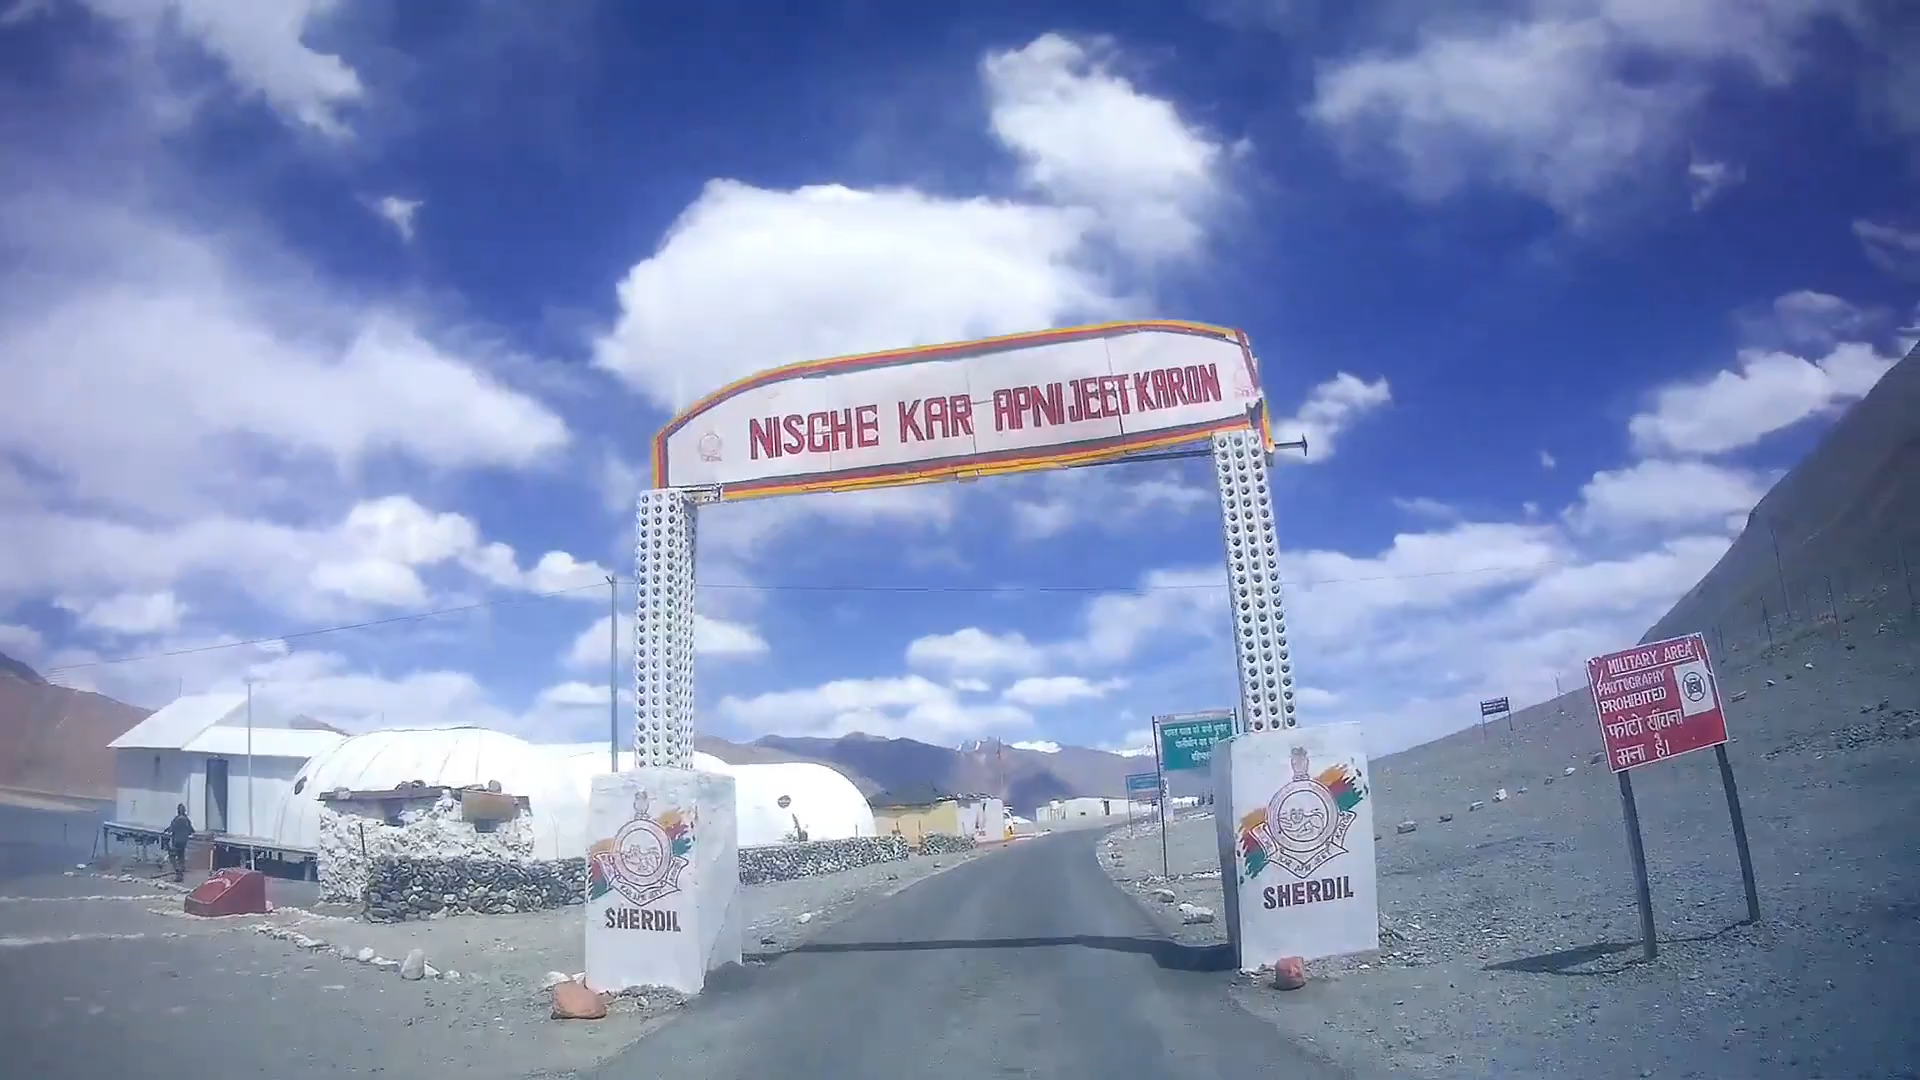 NISCHE KAR APNI JEET KARON
SHERDIL
SHERDIL
MILITARY AREA
PHOTOGRAPHY
PROHIBITED
फोटो खींचना
मना है।